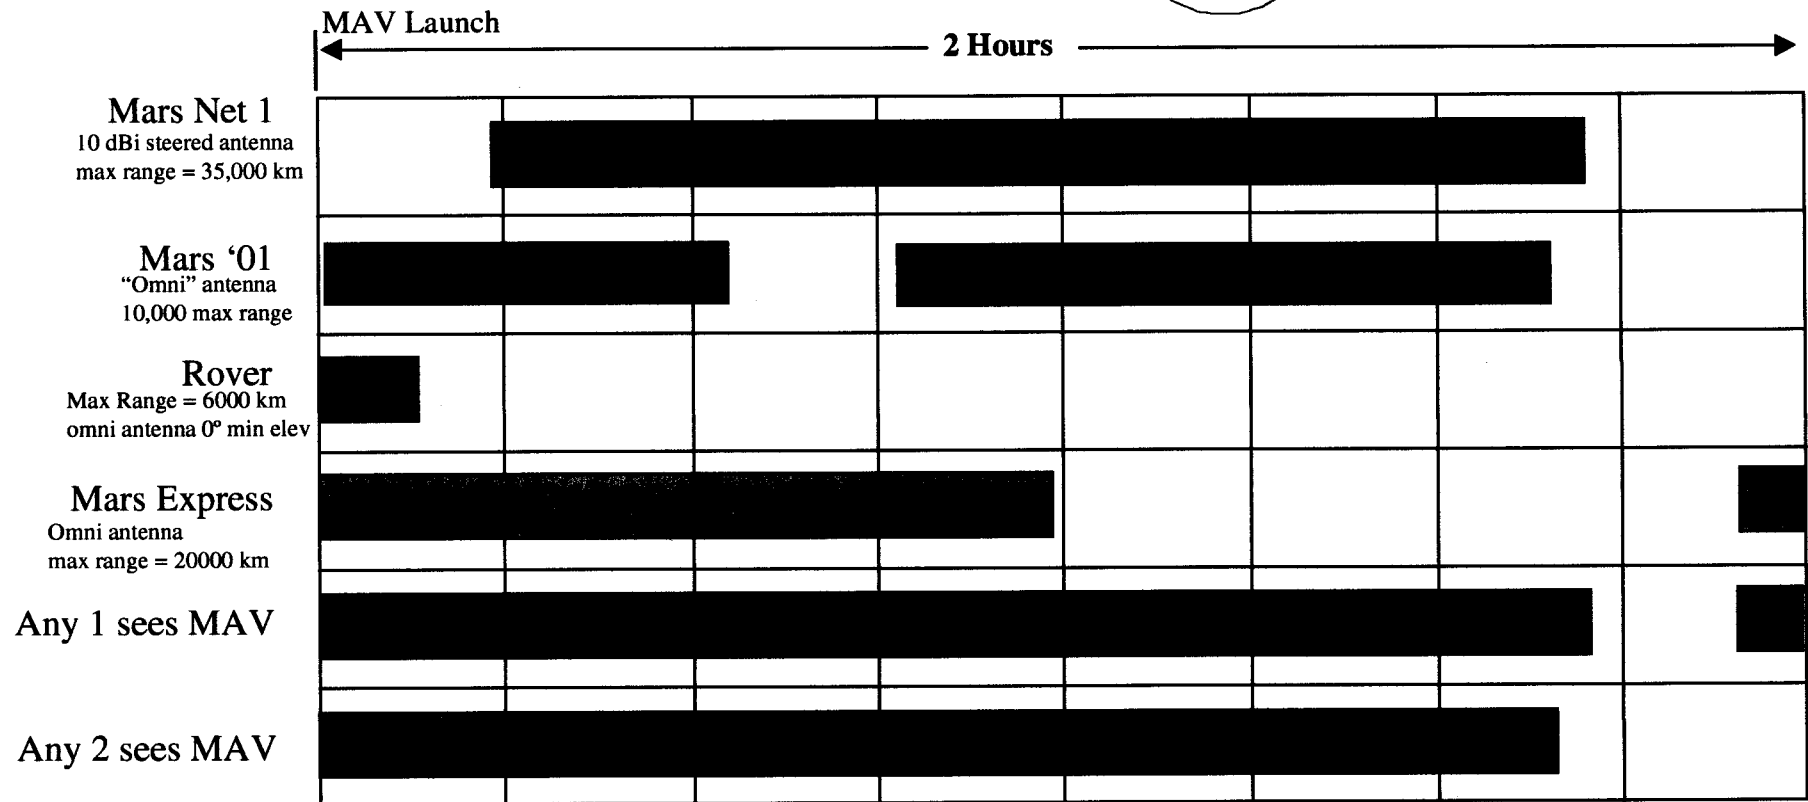 MAV Launch
2 Hours
Mars Net 1
10 dBi steered antenna
max range = 35,000 km
Mars ‘01
“Omni” antenna
10,000 max range
Rover
Max Range = 6000 km
omni antenna 0º min elev
Mars Express
Omni antenna
max range = 20000 km
Any 1 sees MAV
Any 2 sees MAV